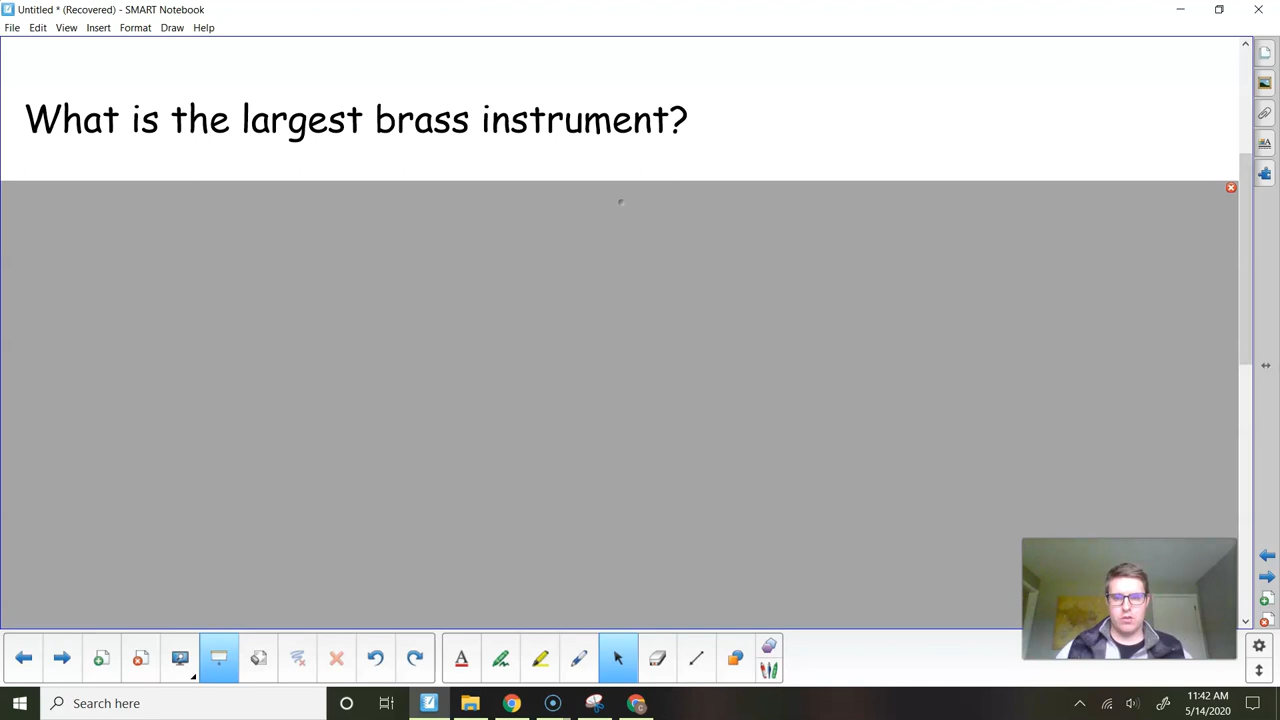 Untitled * (Recovered) - SMART Notebook
File Edit View Insert Format Draw Help
What is the largest brass instrument?
Search here
11:42 AM
5/14/2020